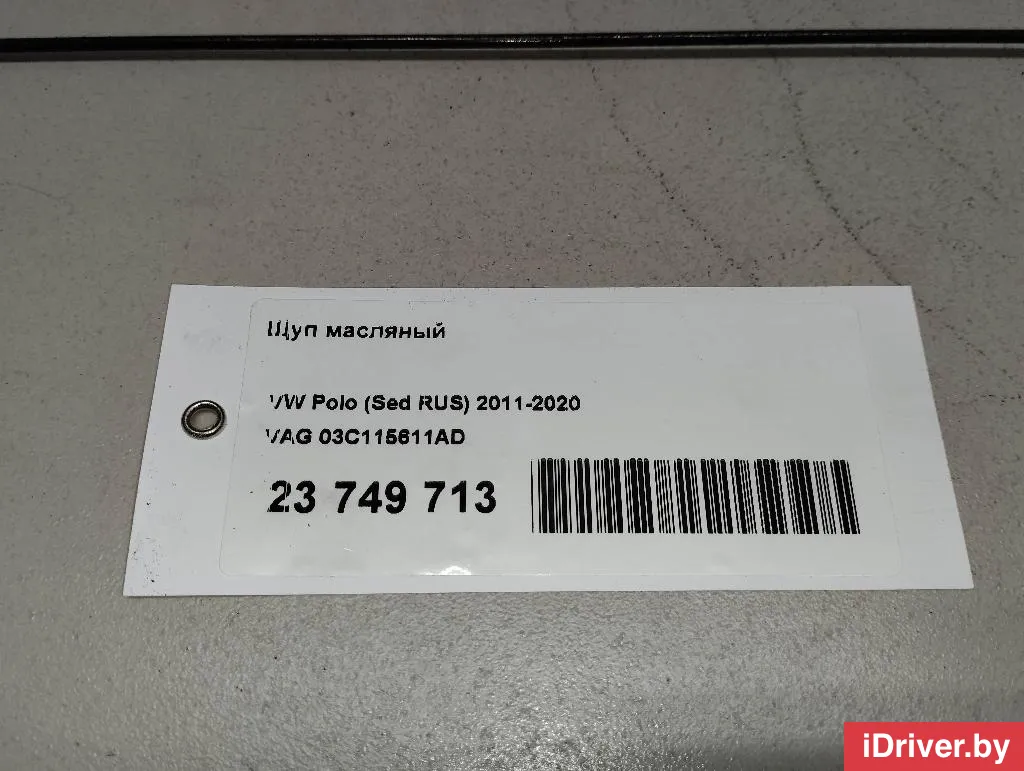 Щуп масляный
VW Polo (Sed RUS) 2011-2020
VAG 03C115611AD
23 749 713
iDriver.by